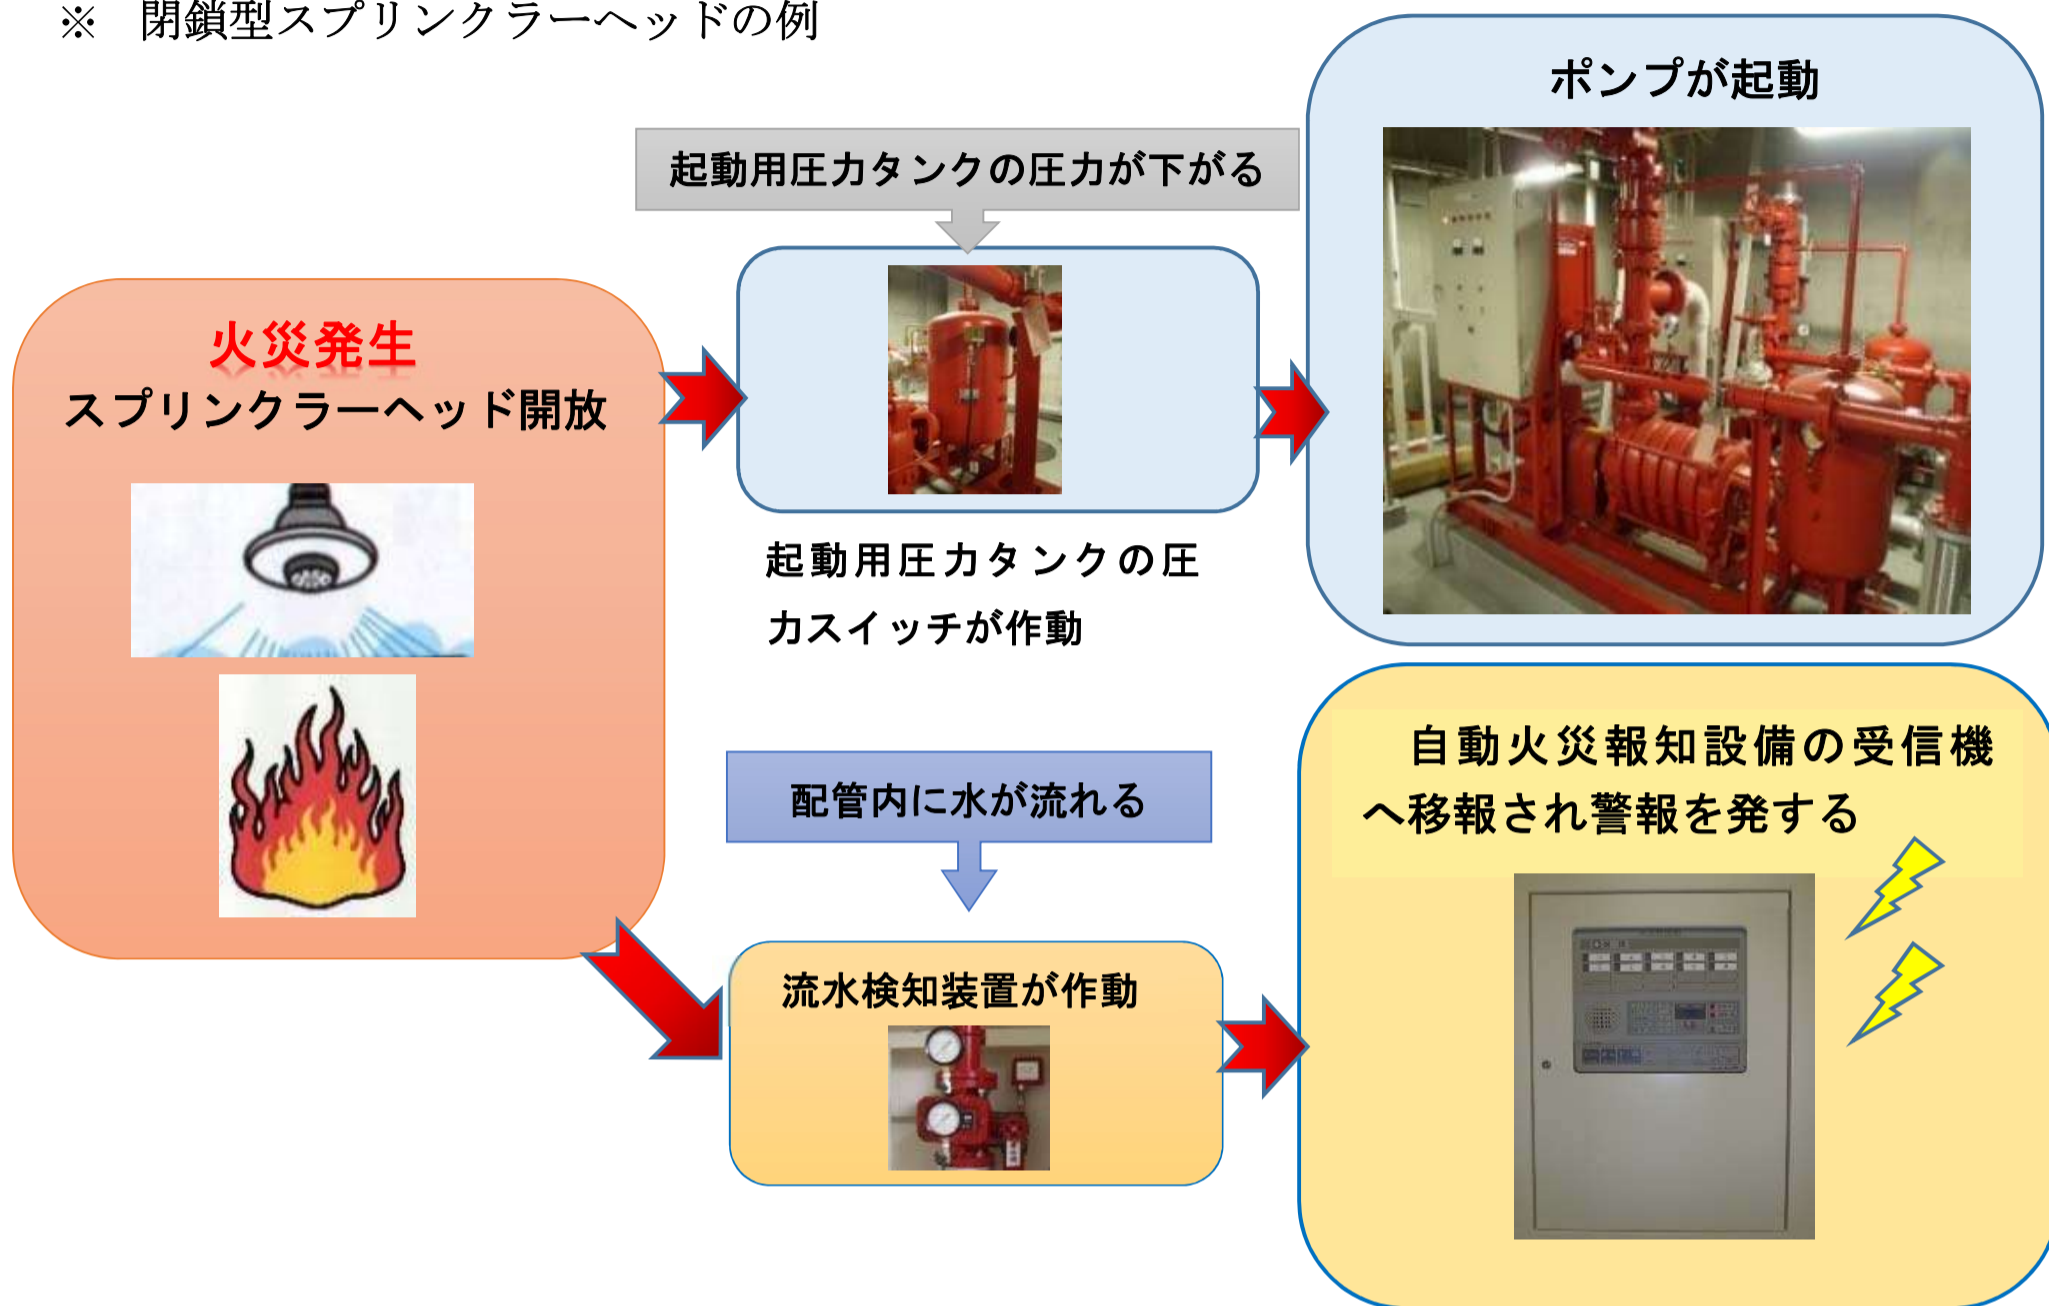 ※ 閉鎖型スプリンクラーヘッドの例
ポンプが起動
起動用圧力タンクの圧力が下がる
火災発生
スプリンクラーヘッド開放
起動用圧力タンクの圧
力スイッチが作動
自動火災報知設備の受信機
へ移報され警報を発する
配管内に水が流れる
流水検知装置が作動